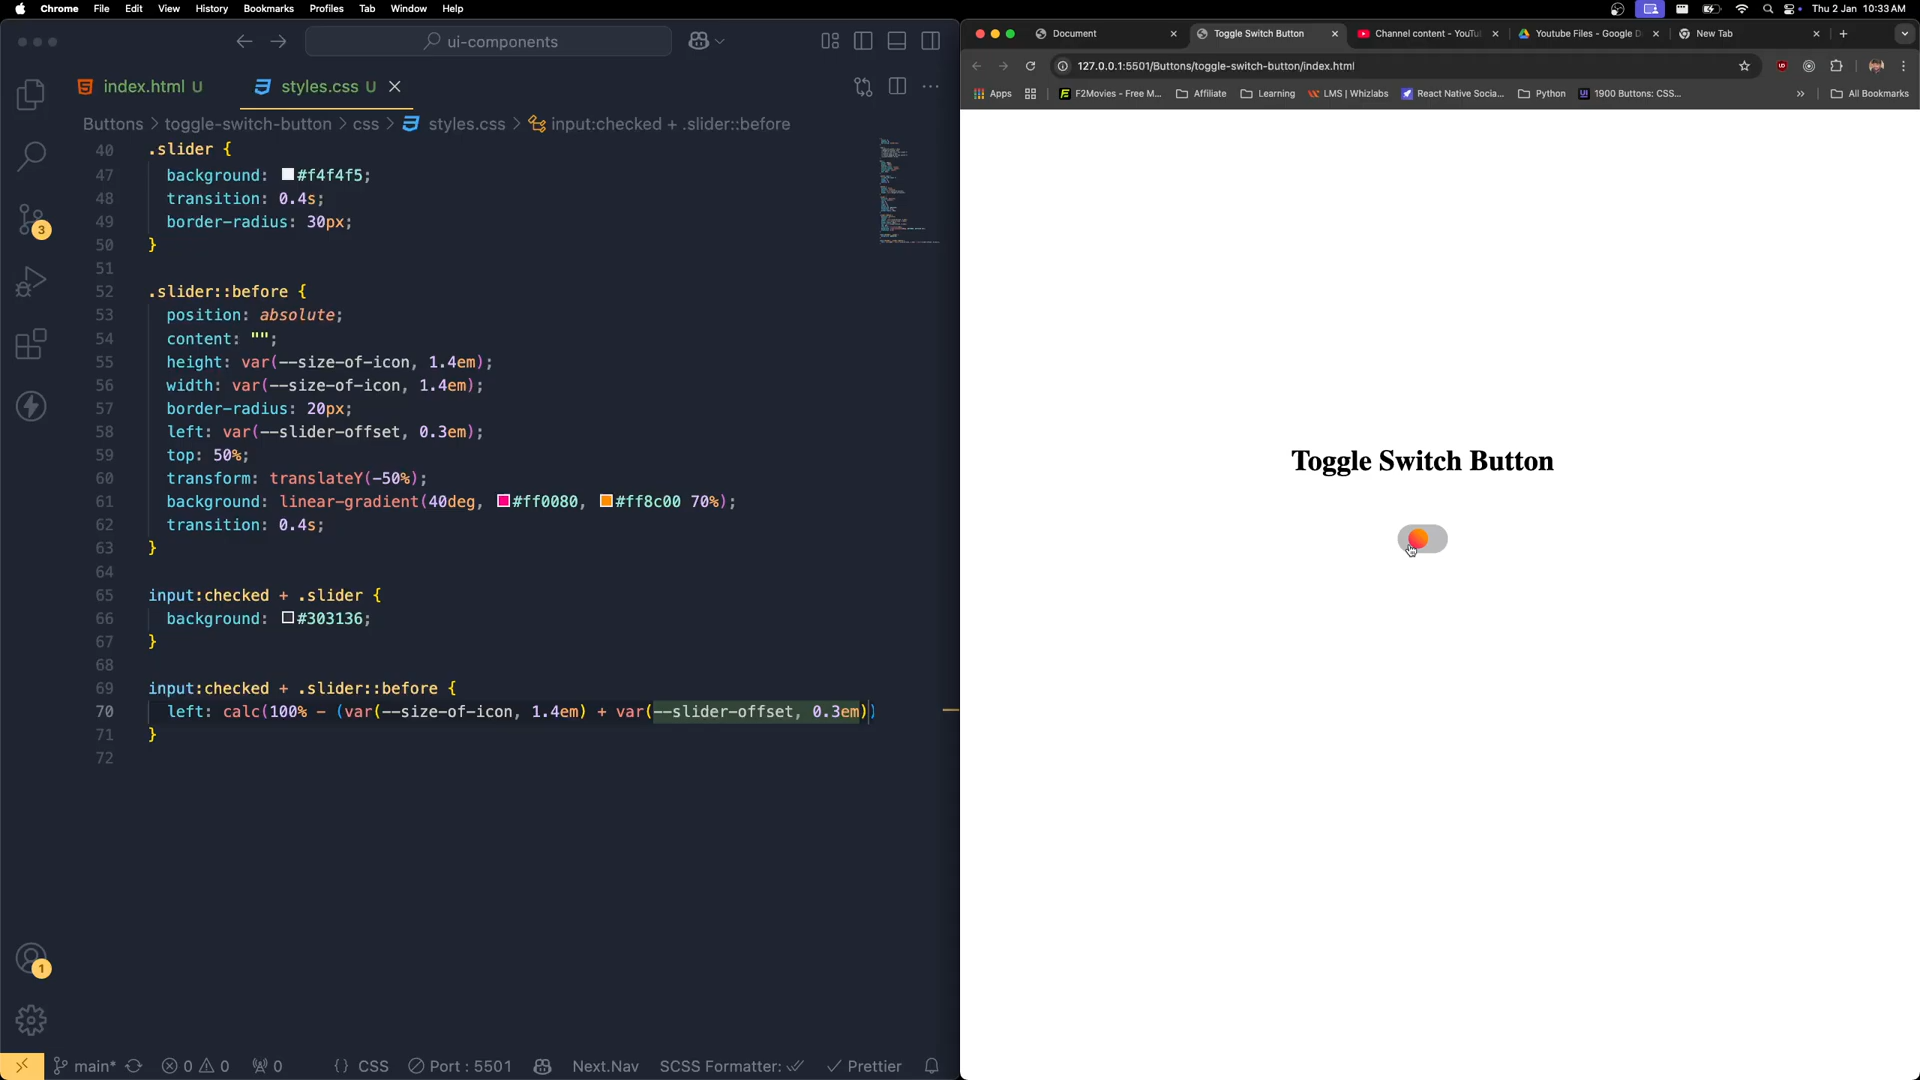 Chrome File Edit View History Bookmarks Profiles Tab Window Help Thu 2 Jan 10:33 AM
ui-components
index.html U styles.css U
Buttons > toggle-switch-button > css > styles.css > input:checked + .slider::before
40 .slider {
47 background: #f4f4f5;
48 transition: 0.4s;
49 border-radius: 30px;
50 }
51
52 .slider::before {
53 position: absolute;
54 content: "";
55 height: var(--size-of-icon, 1.4em);
56 width: var(--size-of-icon, 1.4em);
57 border-radius: 20px;
58 left: var(--slider-offset, 0.3em);
59 top: 50%;
60 transform: translateY(-50%);
61 background: linear-gradient(40deg, #ff0080, #ff8c00 70%);
62 transition: 0.4s;
63 }
64
65 input:checked + .slider {
66 background: #303136;
67 }
68
69 input:checked + .slider::before {
70 left: calc(100% - (var(--size-of-icon, 1.4em) + var(--slider-offset, 0.3em))
71 }
72
3
1
main* 0 0 0 {} CSS Port : 5501 Next.Nav SCSS Formatter: Prettier
Document Toggle Switch Button Channel content - YouTu Youtube Files - Google D New Tab
127.0.0.1:5501/Buttons/toggle-switch-button/index.html
Apps F2Movies - Free M... Affiliate Learning LMS | Whizlabs React Native Socia... Python 1900 Buttons: CSS... » All Bookmarks
Toggle Switch Button